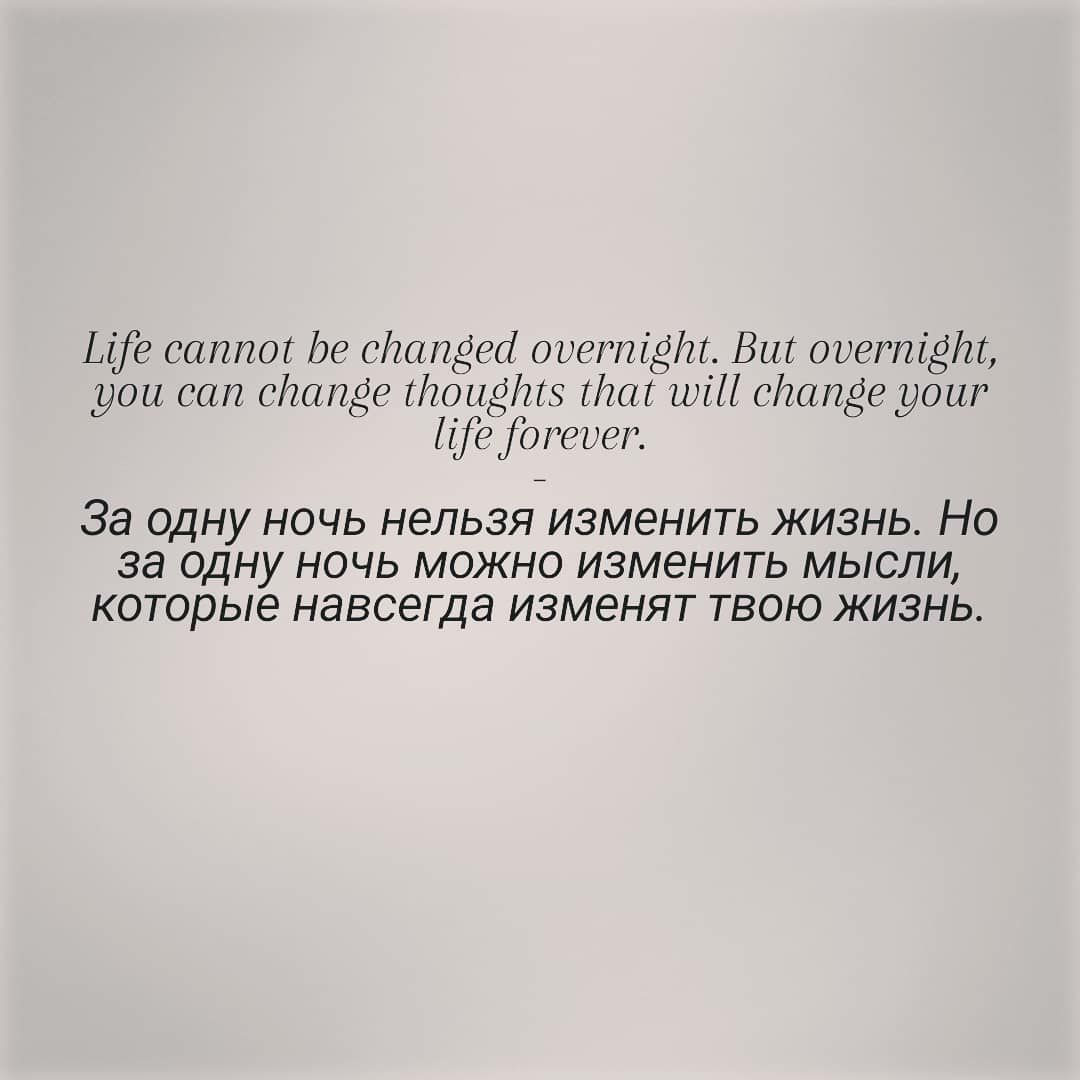 Life cannot be changed overnight. But overnight,
you can change thoughts that will change your
life forever.
–
За одну ночь нельзя изменить жизнь. Но
за одну ночь можно изменить мысли,
которые навсегда изменят твою жизнь.